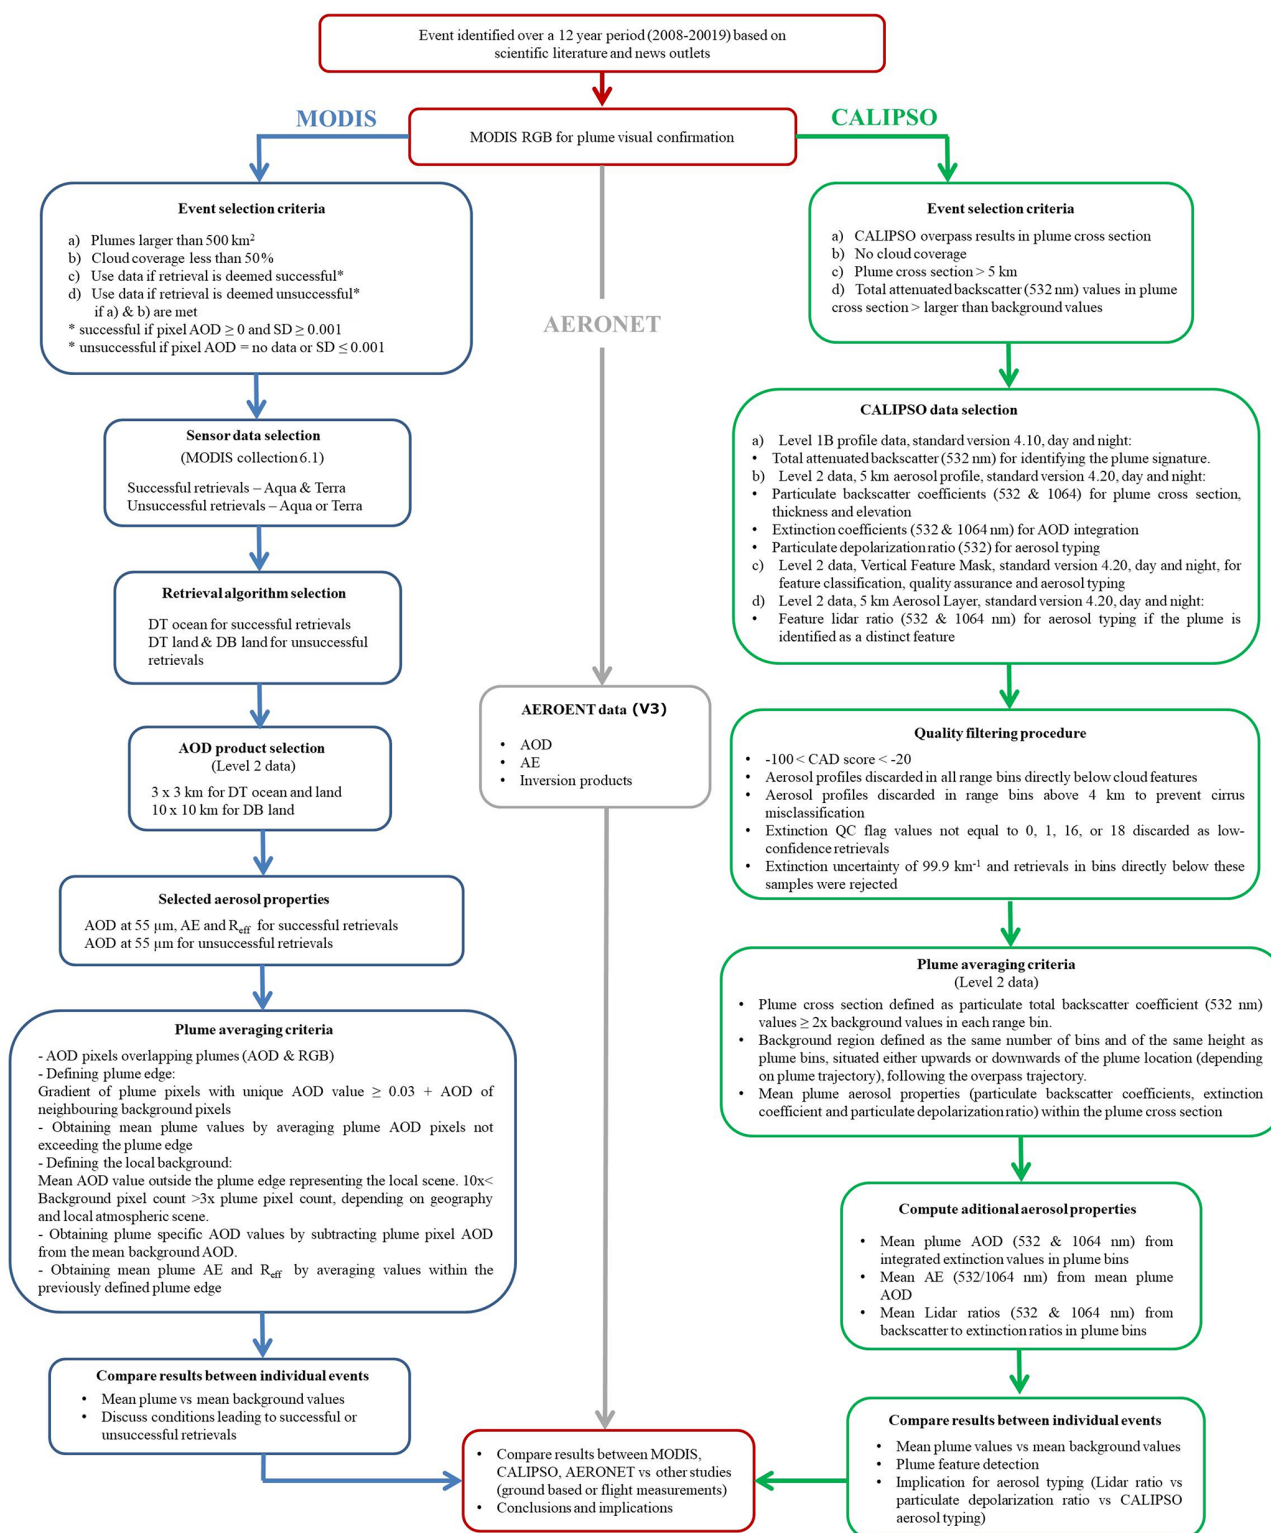 Event identified over a 12 year period (2008-20019) based on
scientific literature and news outlets
MODIS
CALIPSO
MODIS RGB for plume visual confirmation
Event selection criteria
a) Plumes larger than 500 km²
b) Cloud coverage less than 50%
c) Use data if retrieval is deemed successful*
d) Use data if retrieval is deemed unsuccessful*
if a) & b) are met
* successful if pixel AOD ≥ 0 and SD ≥ 0.001
* unsuccessful if pixel AOD = no data or SD ≤ 0.001
Sensor data selection
(MODIS collection 6.1)
Successful retrievals – Aqua & Terra
Unsuccessful retrievals – Aqua or Terra
Retrieval algorithm selection
DT ocean for successful retrievals
DT land & DB land for unsuccessful
retrievals
AOD product selection
(Level 2 data)
3 x 3 km for DT ocean and land
10 x 10 km for DB land
Selected aerosol properties
AOD at 55 µm, AE and Reff for successful retrievals
AOD at 55 µm for unsuccessful retrievals
Plume averaging criteria
- AOD pixels overlapping plumes (AOD & RGB)
- Defining plume edge:
Gradient of plume pixels with unique AOD value ≥ 0.03 + AOD of
neighbouring background pixels
- Obtaining mean plume values by averaging plume AOD pixels not
exceeding the plume edge
- Defining the local background:
Mean AOD value outside the plume edge representing the local scene. 10x<
Background pixel count >3x plume pixel count, depending on geography
and local atmospheric scene.
- Obtaining plume specific AOD values by subtracting plume pixel AOD
from the mean background AOD.
- Obtaining mean plume AE and Reff by averaging values within the
previously defined plume edge
Compare results between individual events
• Mean plume vs mean background values
• Discuss conditions leading to successful or
unsuccessful retrievals
AERONET
AEROENT data (V3)
• AOD
• AE
• Inversion products
Event selection criteria
a) CALIPSO overpass results in plume cross section
b) No cloud coverage
c) Plume cross section > 5 km
d) Total attenuated backscatter (532 nm) values in plume
cross section > larger than background values
CALIPSO data selection
a) Level 1B profile data, standard version 4.10, day and night:
• Total attenuated backscatter (532 nm) for identifying the plume signature.
b) Level 2 data, 5 km aerosol profile, standard version 4.20, day and night:
• Particulate backscatter coefficients (532 & 1064) for plume cross section,
thickness and elevation
• Extinction coefficients (532 & 1064 nm) for AOD integration
• Particulate depolarization ratio (532) for aerosol typing
c) Level 2 data, Vertical Feature Mask, standard version 4.20, day and night, for
feature classification, quality assurance and aerosol typing
d) Level 2 data, 5 km Aerosol Layer, standard version 4.20, day and night:
• Feature lidar ratio (532 & 1064 nm) for aerosol typing if the plume is
identified as a distinct feature
Quality filtering procedure
• -100 < CAD score < -20
• Aerosol profiles discarded in all range bins directly below cloud features
• Aerosol profiles discarded in range bins above 4 km to prevent cirrus
misclassification
• Extinction QC flag values not equal to 0, 1, 16, or 18 discarded as low-
confidence retrievals
• Extinction uncertainty of 99.9 km⁻¹ and retrievals in bins directly below these
samples were rejected
Plume averaging criteria
(Level 2 data)
• Plume cross section defined as particulate total backscatter coefficient (532 nm)
values ≥ 2x background values in each range bin.
• Background region defined as the same number of bins and of the same height as
plume bins, situated either upwards or downwards of the plume location (depending
on plume trajectory), following the overpass trajectory.
• Mean plume aerosol properties (particulate backscatter coefficients, extinction
coefficient and particulate depolarization ratio) within the plume cross section
Compute aditional aerosol properties
• Mean plume AOD (532 & 1064 nm) from
integrated extinction values in plume bins
• Mean AE (532/1064 nm) from mean plume
AOD
• Mean Lidar ratios (532 & 1064 nm) from
backscatter to extinction ratios in plume bins
Compare results between individual events
• Mean plume values vs mean background values
• Plume feature detection
• Implication for aerosol typing (Lidar ratio vs
particulate depolarization ratio vs CALIPSO
aerosol typing)
• Compare results between MODIS,
CALIPSO, AERONET vs other studies
(ground based or flight measurements)
• Conclusions and implications